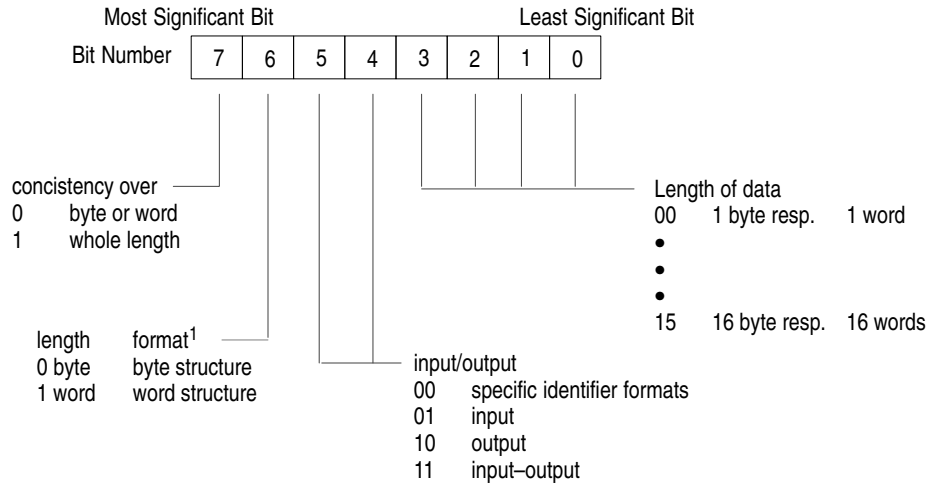 Most Significant Bit Least Significant Bit
Bit Number 7 6 5 4 3 2 1 0
concistency over
0 byte or word
1 whole length
Length of data
00 1 byte resp. 1 word
•
•
•
15 16 byte resp. 16 words
length format1
0 byte byte structure
1 word word structure
input/output
00 specific identifier formats
01 input
10 output
11 input–output